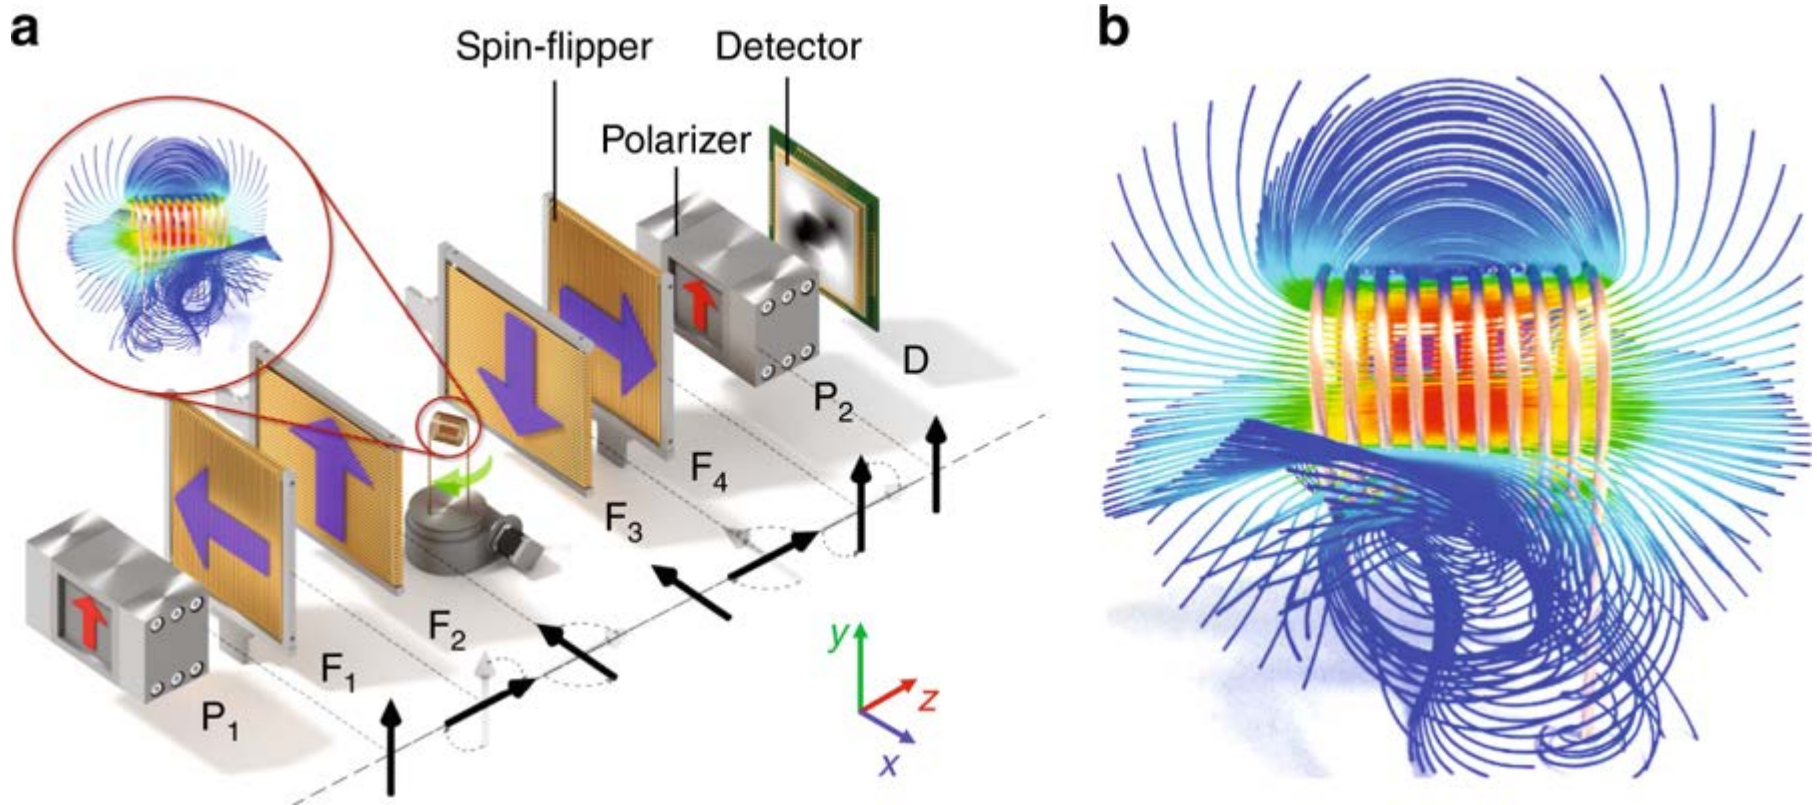 a
b
Spin-flipper
Detector
Polarizer
D
P2
F4
F3
F2
F1
P1
y
z
x